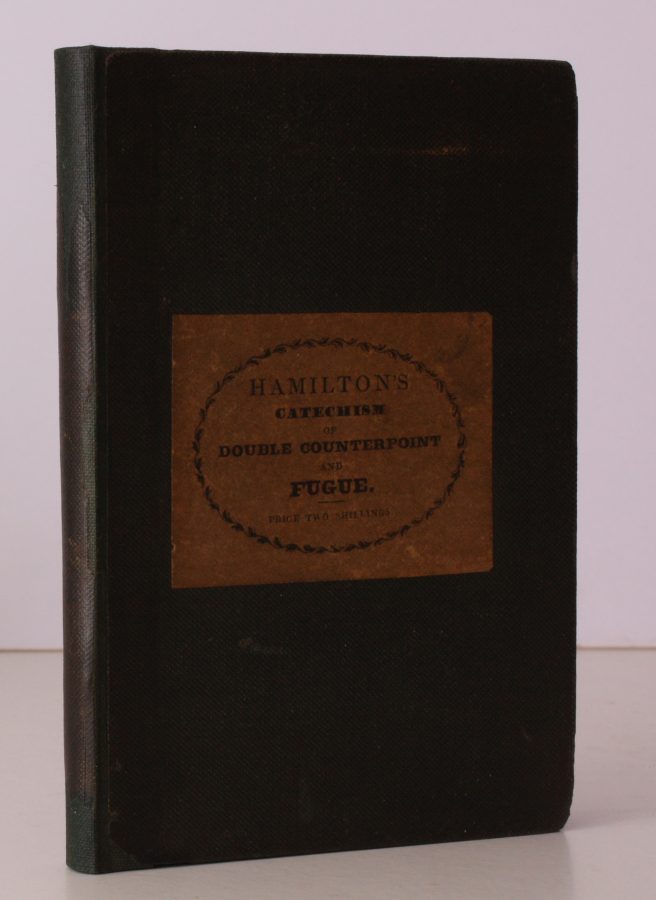 HAMILTON'S
CATECHISM
OF
DOUBLE COUNTERPOINT
AND
FUGUE.
PRICE TWO SHILLINGS